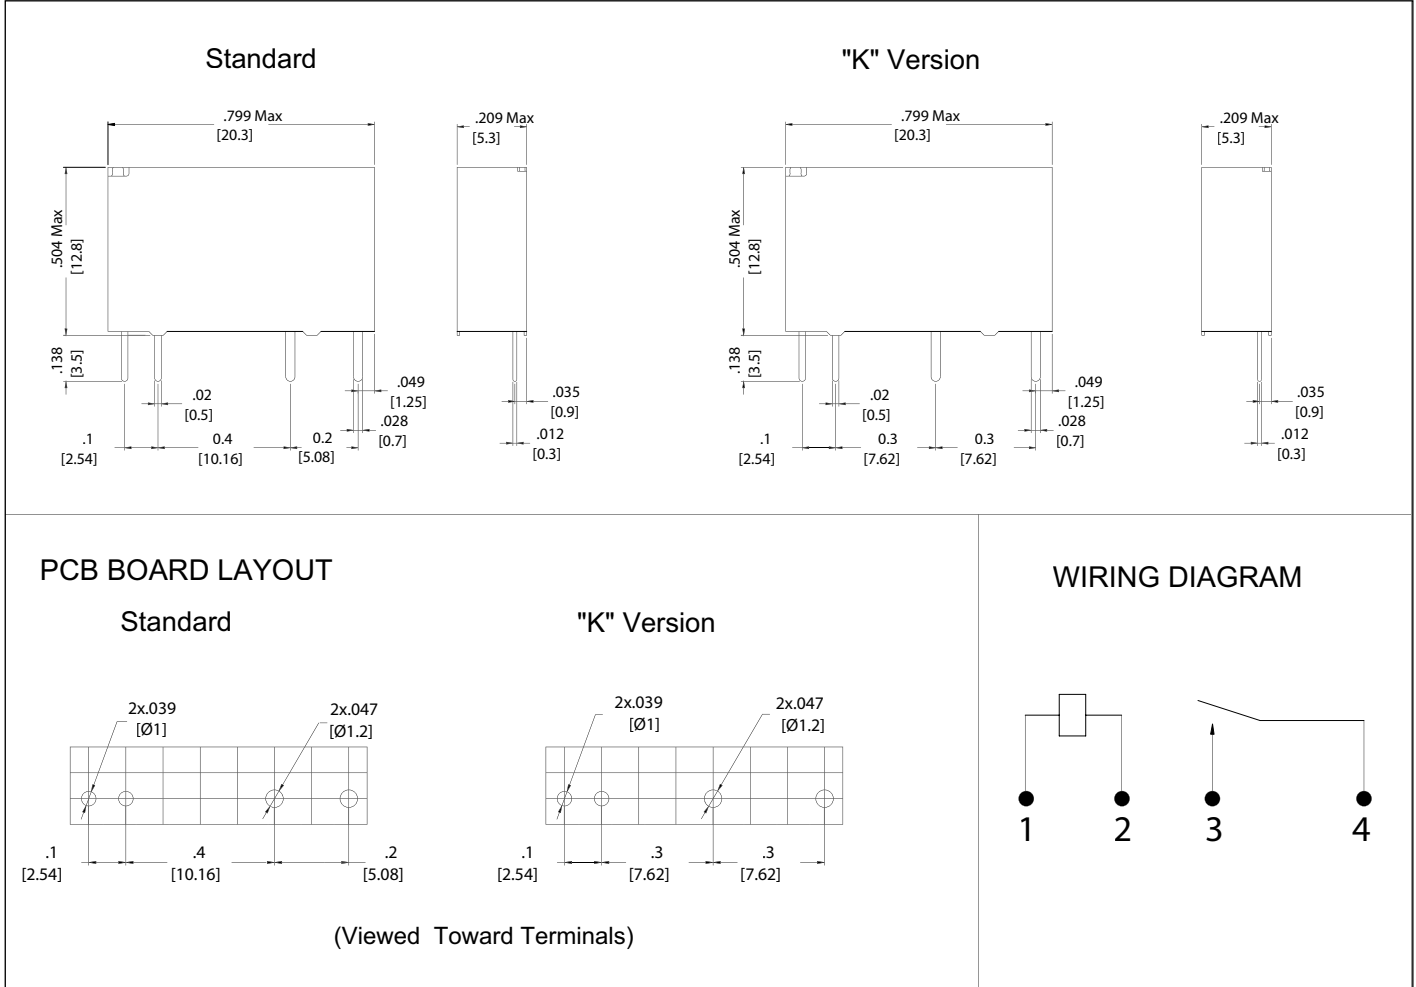 Standard
"K" Version
.799 Max
[20.3]
.209 Max
[5.3]
.799 Max
[20.3]
.209 Max
[5.3]
.504 Max
[12.8]
.504 Max
[12.8]
.138
[3.5]
.138
[3.5]
.02
[0.5]
.049
[1.25]
.028
[0.7]
.1
[2.54]
0.4
[10.16]
0.2
[5.08]
.035
[0.9]
.012
[0.3]
.02
[0.5]
.049
[1.25]
.028
[0.7]
.1
[2.54]
0.3
[7.62]
0.3
[7.62]
.035
[0.9]
.012
[0.3]
PCB BOARD LAYOUT
Standard
"K" Version
2x.039
[Ø1]
2x.047
[Ø1.2]
2x.039
[Ø1]
2x.047
[Ø1.2]
.1
[2.54]
.4
[10.16]
.2
[5.08]
.1
[2.54]
.3
[7.62]
.3
[7.62]
(Viewed Toward Terminals)
WIRING DIAGRAM
1 2 3 4